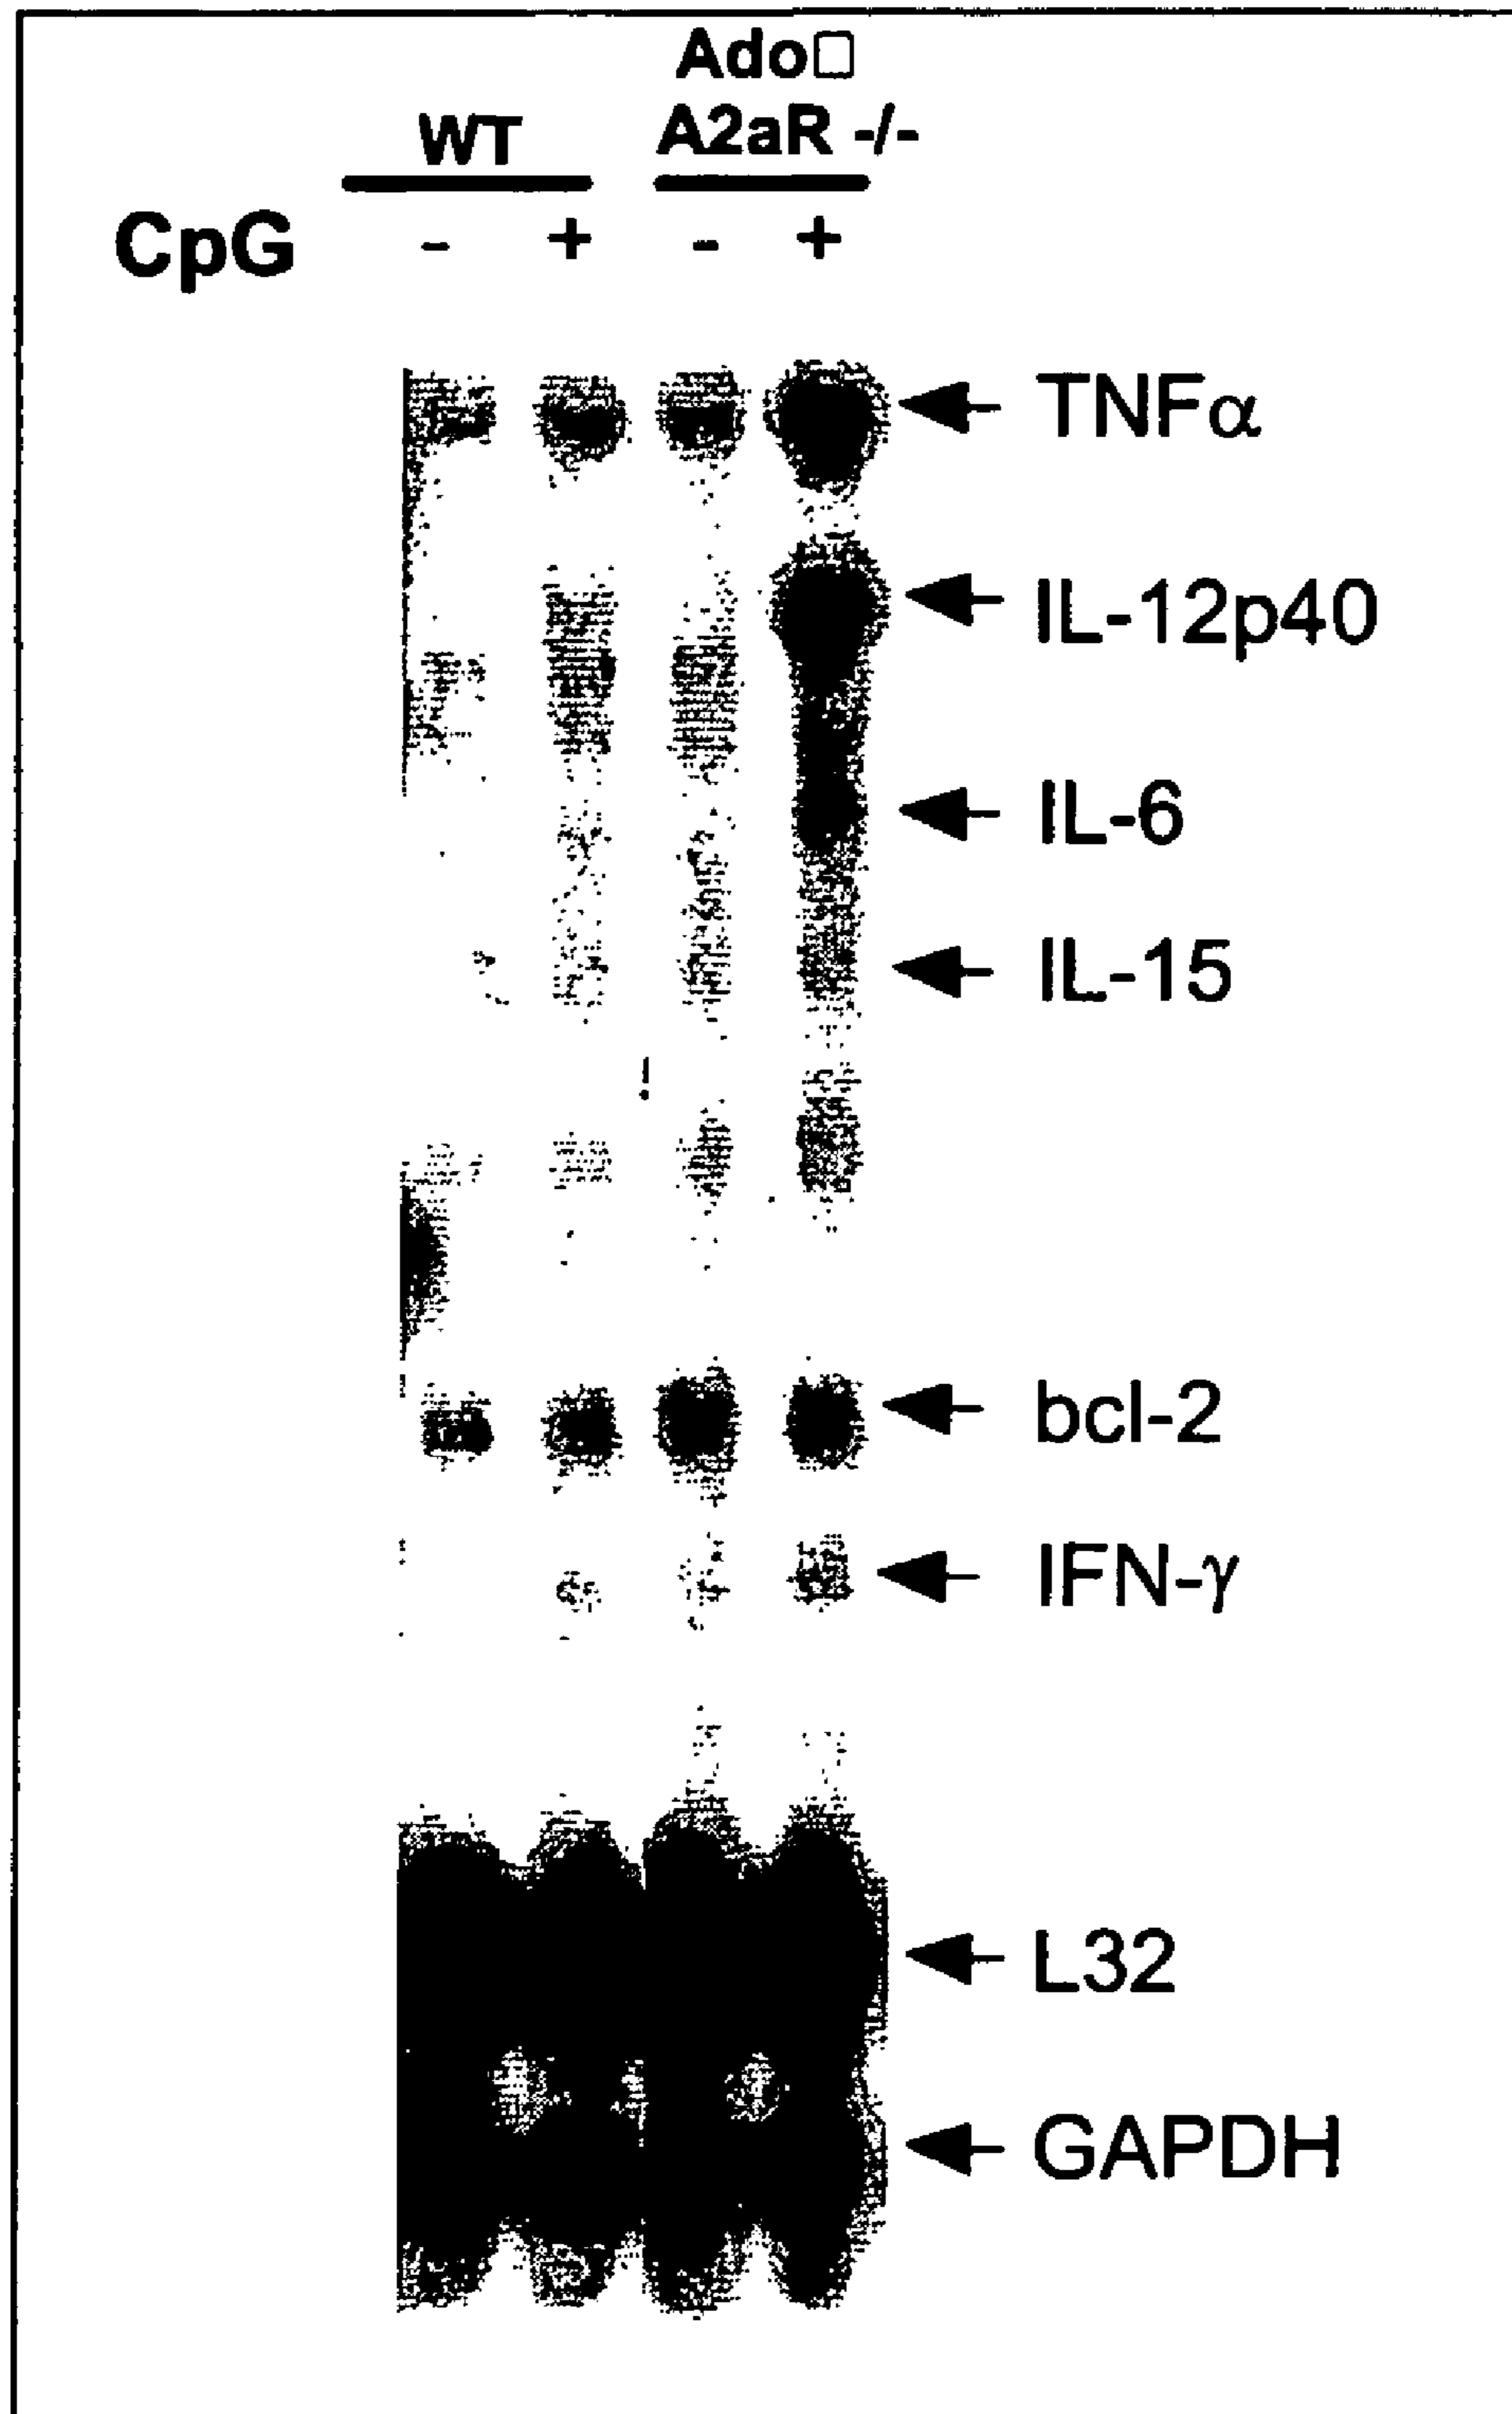 Ado□
WT A2aR -/-
CpG - + - +
TNFα
IL-12p40
IL-6
IL-15
bcl-2
IFN-γ
L32
GAPDH